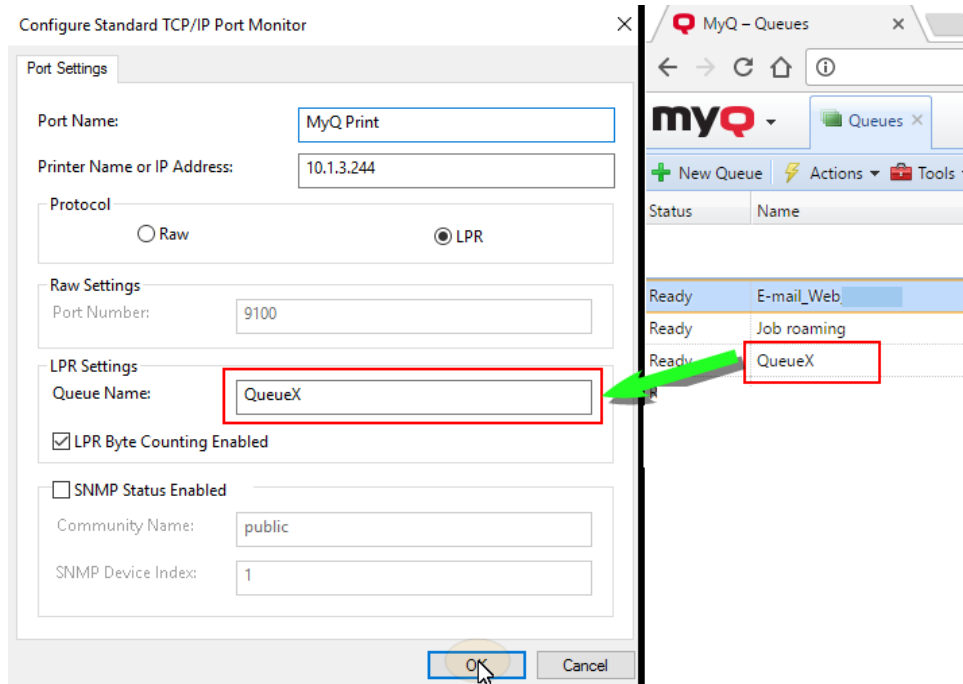 Configure Standard TCP/IP Port Monitor
Port Settings
Port Name: MyQ Print
Printer Name or IP Address: 10.1.3.244
Protocol
Raw LPR
Raw Settings
Port Number: 9100
LPR Settings
Queue Name: QueueX
LPR Byte Counting Enabled
SNMP Status Enabled
Community Name: public
SNMP Device Index: 1
OK Cancel
MyQ – Queues
myQ Queues
New Queue Actions Tools
Status Name
Ready E-mail_Web_
Ready Job roaming
Ready QueueX